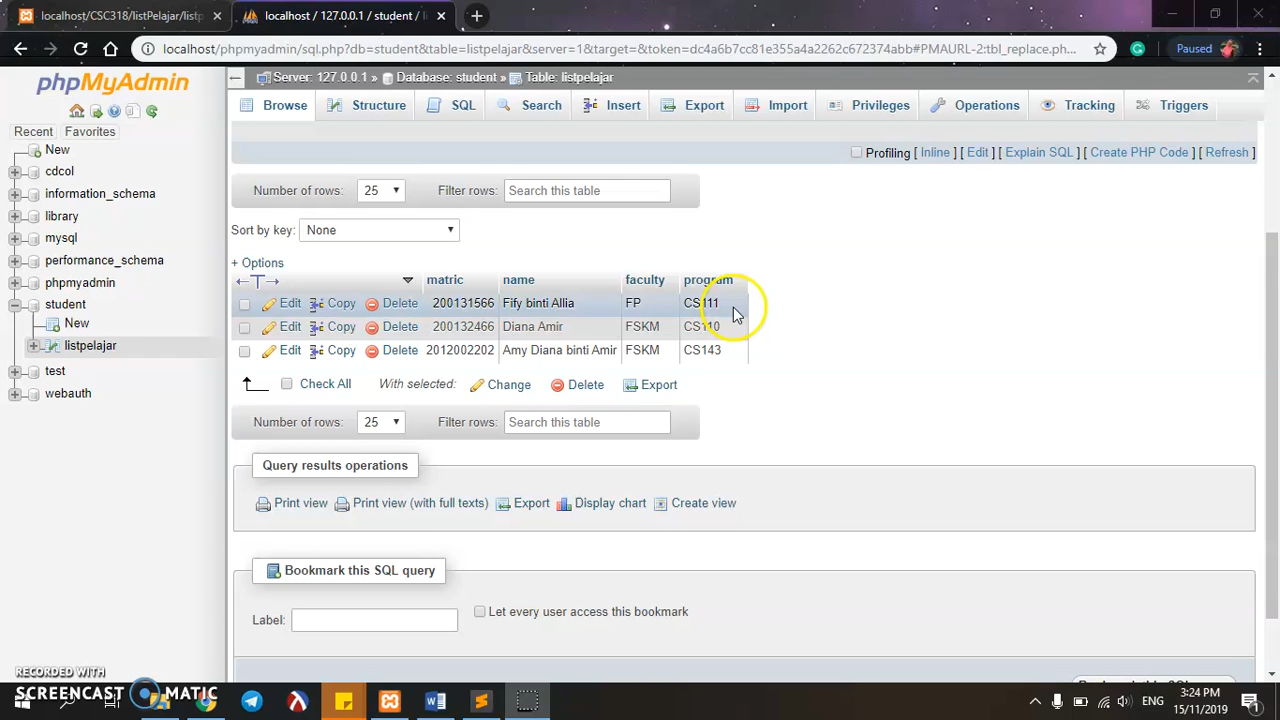 localhost/CSC318/listPelajar/listp
localhost / 127.0.0.1 / student / li
localhost/phpmyadmin/sql.php?db=student&table=listpelajar&server=1&target=&token=dc4a6b7cc81e355a4a2262c672374abb#PMAURL-2:tbl_replace.ph...
Paused
phpMyAdmin
Recent Favorites
New
cdcol
information_schema
library
mysql
performance_schema
phpmyadmin
student
New
listpelajar
test
webauth
Server: 127.0.0.1 » Database: student » Table: listpelajar
Browse Structure SQL Search Insert Export Import Privileges Operations Tracking Triggers
Profiling [ Inline ] [ Edit ] [ Explain SQL ] [ Create PHP Code ] [ Refresh ]
Number of rows: 25 Filter rows: Search this table
Sort by key: None
+ Options
←T→ matric name faculty program
Edit Copy Delete 200131566 Fify binti Allia FP CS111
Edit Copy Delete 200132466 Diana Amir FSKM CS110
Edit Copy Delete 2012002202 Amy Diana binti Amir FSKM CS143
Check All With selected: Change Delete Export
Number of rows: 25 Filter rows: Search this table
Query results operations
Print view Print view (with full texts) Export Display chart Create view
Bookmark this SQL query
Label: Let every user access this bookmark
RECORDED WITH
SCREENCAST MATIC
ENG
3:24 PM
15/11/2019
1